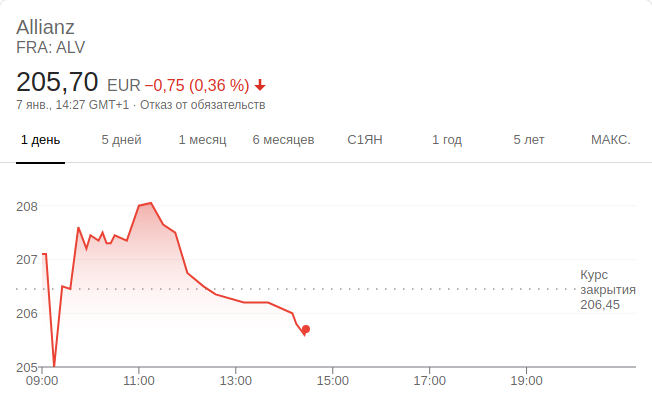 Allianz
FRA: ALV
205,70 EUR −0,75 (0,36 %)
7 янв., 14:27 GMT+1 · Отказ от обязательств
1 день 5 дней 1 месяц 6 месяцев С1ЯН 1 год 5 лет МАКС.
208
207
206
205
Курс
закрытия
206,45
09:00 11:00 13:00 15:00 17:00 19:00